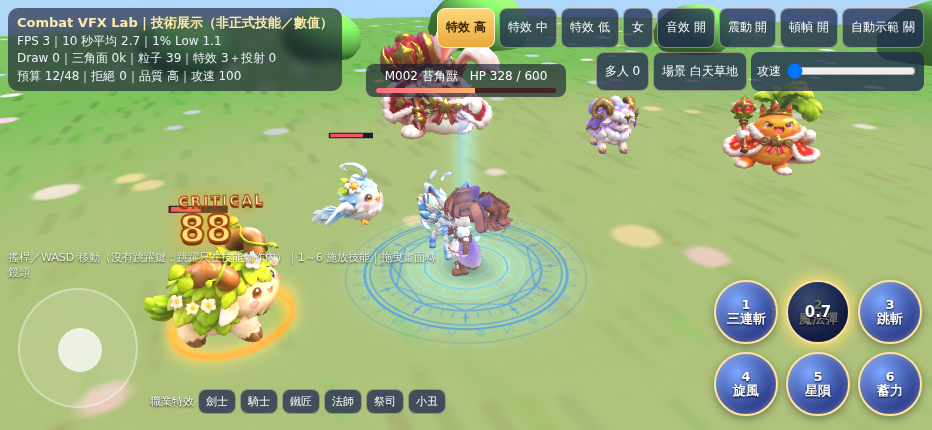 Combat VFX Lab｜技術展示（非正式技能／數值）
FPS 3｜10 秒平均 2.7｜1% Low 1.1
Draw 0｜三角面 0k｜粒子 39｜特效 3＋投射 0
預算 12/48｜拒絕 0｜品質 高｜攻速 100
特效 高
特效 中
特效 低
女
音效 開
震動 開
頓幀 開
自動示範 關
多人 0
場景 白天草地
攻速
M002 苔角獸 HP 328 / 600
CRITICAL
88
搖桿／WASD 移動（沒有跳躍鍵；跳躍只在技能動作內）｜1～6 施放技能｜拖曳畫面轉
鏡頭
1
三連斬
2
0.7
魔法彈
3
跳斬
4
旋風
5
星隕
6
蓄力
職業特效
劍士
騎士
鐵匠
法師
祭司
小丑